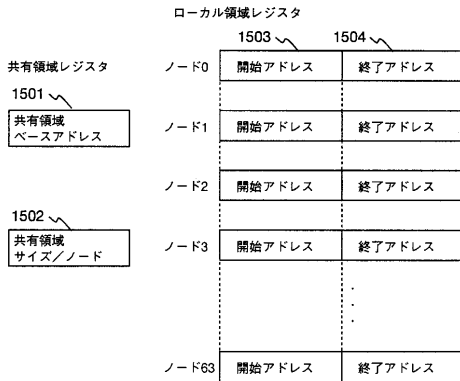 ローカル領域レジスタ
1503 1504
共有領域レジスタ
1501
共有領域
ベースアドレス
1502
共有領域
サイズ/ノード
ノード0 開始アドレス 終了アドレス
ノード1 開始アドレス 終了アドレス
ノード2 開始アドレス 終了アドレス
ノード3 開始アドレス 終了アドレス
ノード63 開始アドレス 終了アドレス